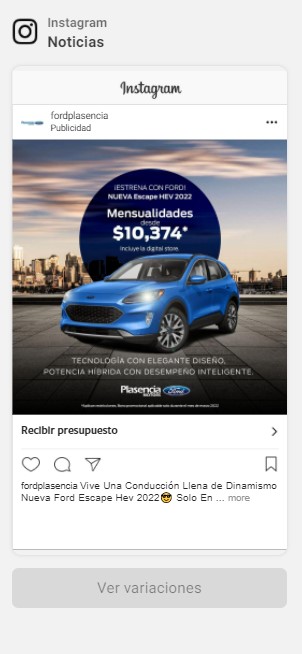 Instagram
Noticias
Instagram
fordplasencia
Publicidad
¡ESTRENA CON FORD!
NUEVA Escape HEV 2022
Mensualidades
desde
$10,374*
Incluye la digital store.
TECNOLOGÍA CON ELEGANTE DISEÑO,
POTENCIA HÍBRIDA CON DESEMPEÑO INTELIGENTE.
Plasencia Ford
Recibir presupuesto
fordplasencia Vive Una Conducción Llena de Dinamismo
Nueva Ford Escape Hev 2022😎 Solo En ... more
Ver variaciones